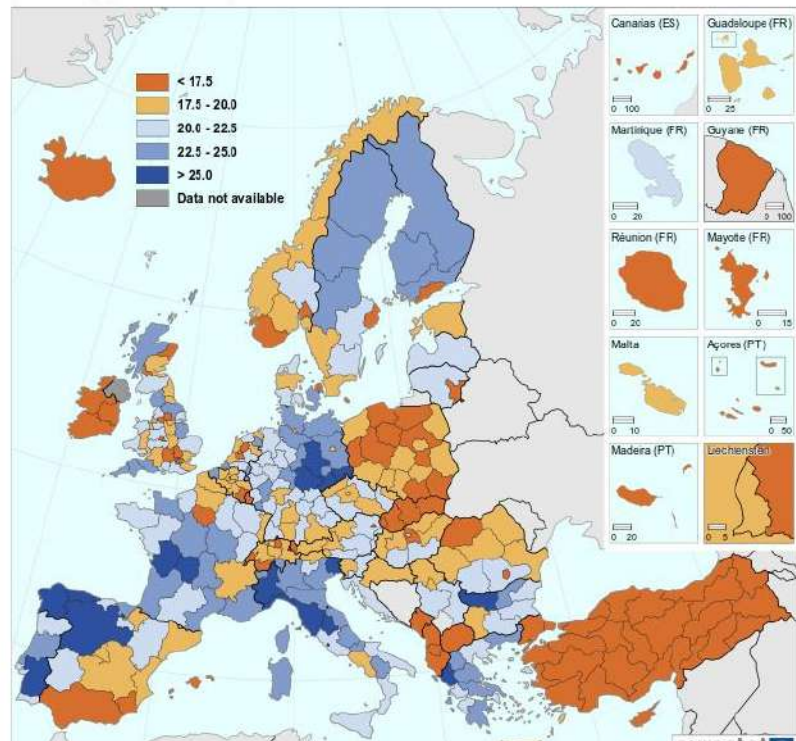 < 17.5
17.5 - 20.0
20.0 - 22.5
22.5 - 25.0
> 25.0
Data not available
Canarias (ES)
0 100
Guadeloupe (FR)
0 25
Martinique (FR)
0 20
Guyane (FR)
0 100
Réunion (FR)
0 20
Mayotte (FR)
0 15
Malta
0 10
Açores (PT)
0 50
Madeira (PT)
0 20
Liechtenstein
0 5